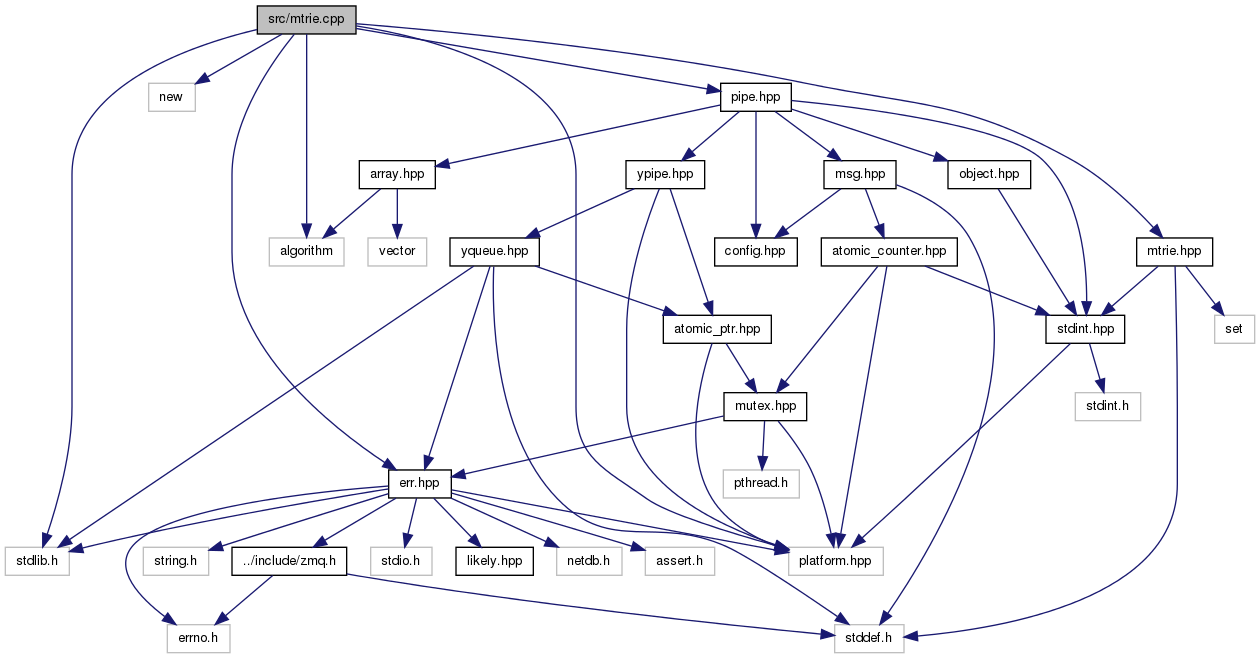 src/mtrie.cpp
new
pipe.hpp
array.hpp
ypipe.hpp
msg.hpp
object.hpp
algorithm
vector
yqueue.hpp
config.hpp
atomic_counter.hpp
mtrie.hpp
atomic_ptr.hpp
stdint.hpp
set
mutex.hpp
stdint.h
err.hpp
pthread.h
stdlib.h
string.h
../include/zmq.h
stdio.h
likely.hpp
netdb.h
assert.h
platform.hpp
errno.h
stddef.h